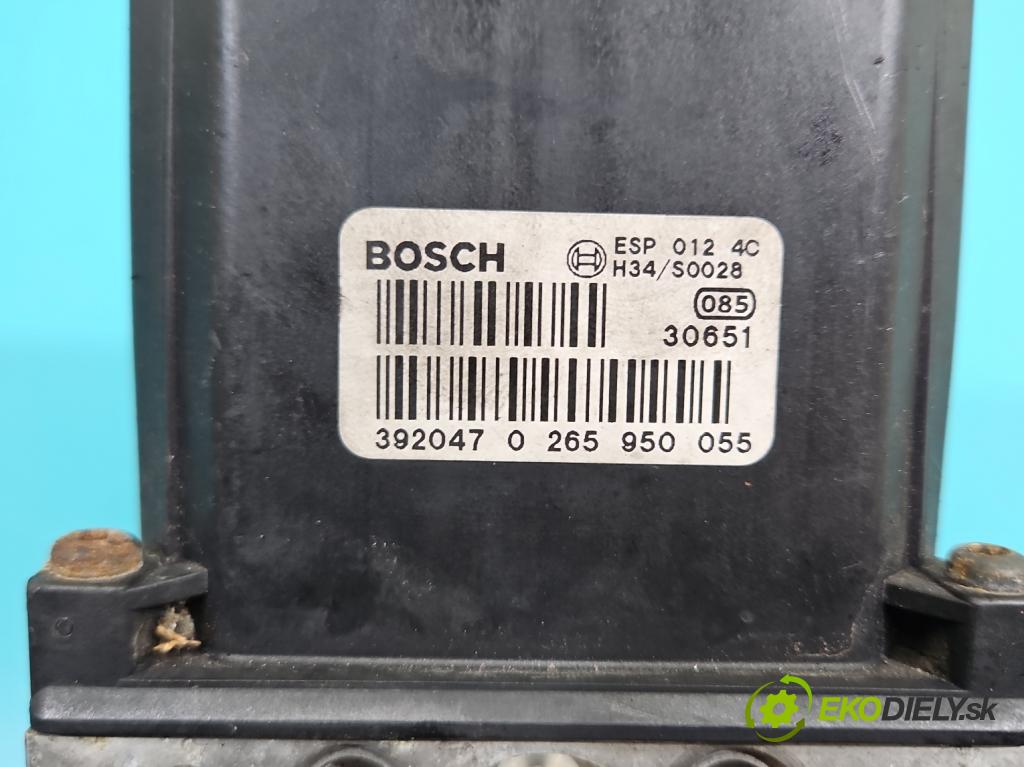 BOSCH
ESP 012 4C
H34/S0028
085
30651
392047 0 265 950 055
EKODIELY.sk